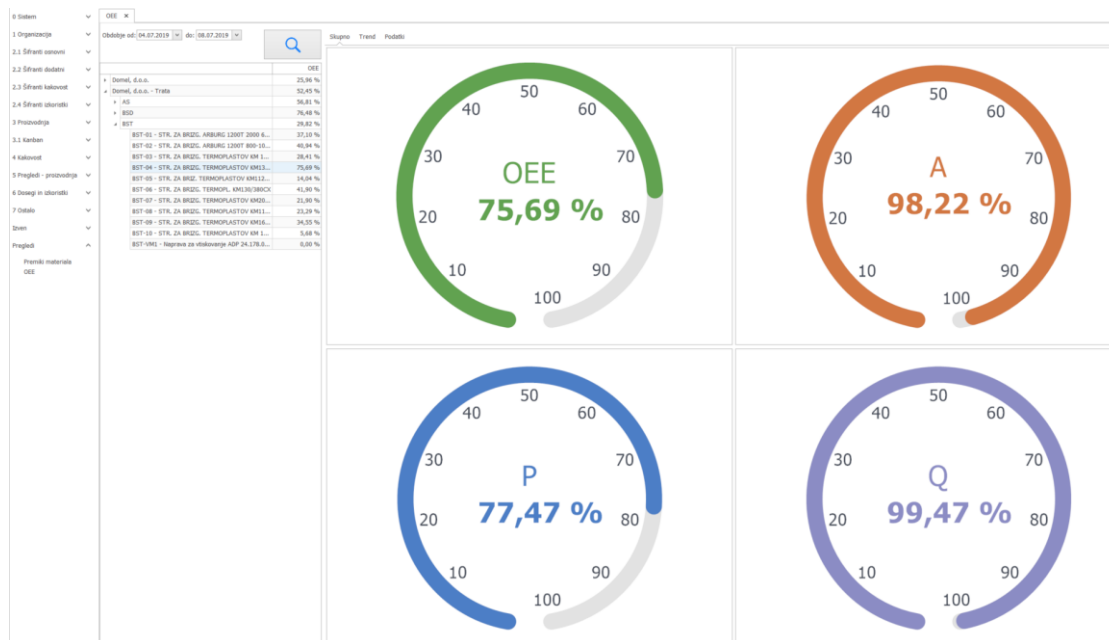 0 Sistem
1 Organizacija
2.1 Šifranti osnovni
2.2 Šifranti dodatni
2.3 Šifranti kakovost
2.4 Šifranti izkoristki
3 Proizvodnja
3.1 Kanban
4 Kakovost
5 Pregledi - proizvodnja
6 Dosegi in izkoristki
7 Ostalo
Izven
Pregledi
Premiki materiala
OEE
OEE ×
Obdobje od: 04.07.2019 do: 08.07.2019
OEE
Domel, d.o.o. 25,96 %
Domel, d.o.o. - Trata 52,45 %
AS 56,81 %
BSD 76,48 %
BST 29,82 %
BST-01 - STR. ZA BRIZG. ARBURG 1200T 2000 6... 37,10 %
BST-02 - STR. ZA BRIZG. ARBURG 1200T 800-10... 40,94 %
BST-03 - STR. ZA BRIZG. TERMOPLASTOV KM 1... 28,41 %
BST-04 - STR. ZA BRIZG. TERMOPLASTOV KM13... 75,69 %
BST-05 - STR. ZA BRIZ. TERMOPLASTOV KM112... 14,04 %
BST-06 - STR. ZA BRIZG. TERMOPL. KM130/380CX 41,90 %
BST-07 - STR. ZA BRIZG. TERMOPLASTOV KM20... 21,90 %
BST-08 - STR. ZA BRIZG. TERMOPLASTOV KM11... 23,29 %
BST-09 - STR. ZA BRIZG. TERMOPLASTOV KM16... 34,55 %
BST-10 - STR. ZA BRIZG. TERMOPLASTOV KM 1... 5,68 %
BST-VM1 - Naprava za vtiskovanje ADP 24.178.0... 0,00 %
Skupno Trend Podatki
10 20 30 40 50 60 70 80 90 100
OEE
75,69 %
10 20 30 40 50 60 70 80 90 100
A
98,22 %
10 20 30 40 50 60 70 80 90 100
P
77,47 %
10 20 30 40 50 60 70 80 90 100
Q
99,47 %